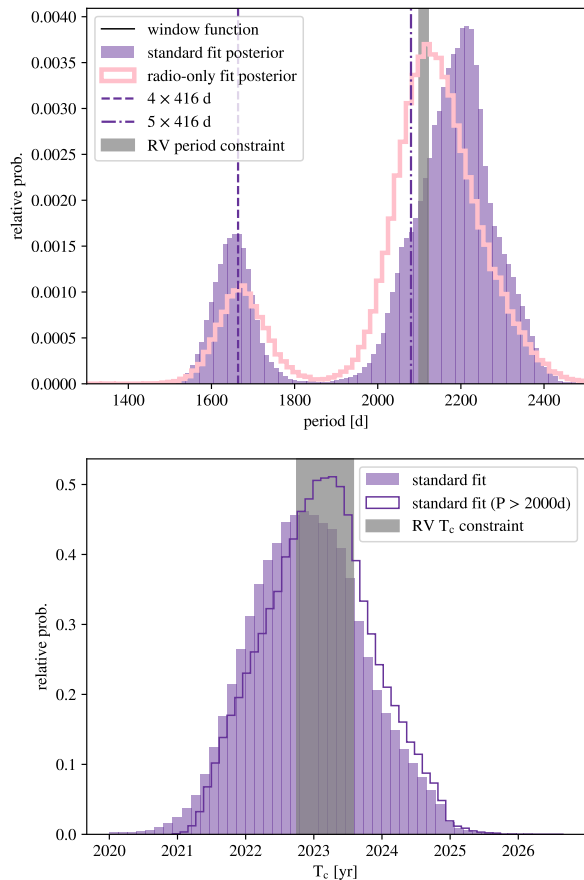 0.0040
0.0035
0.0030
0.0025
0.0020
0.0015
0.0010
0.0005
0.0000
relative prob.
window function
standard fit posterior
radio-only fit posterior
4 × 416 d
5 × 416 d
RV period constraint
1400 1600 1800 2000 2200 2400
period [d]
0.5
0.4
0.3
0.2
0.1
0.0
relative prob.
standard fit
standard fit (P > 2000d)
RV Tc constraint
2020 2021 2022 2023 2024 2025 2026
Tc [yr]